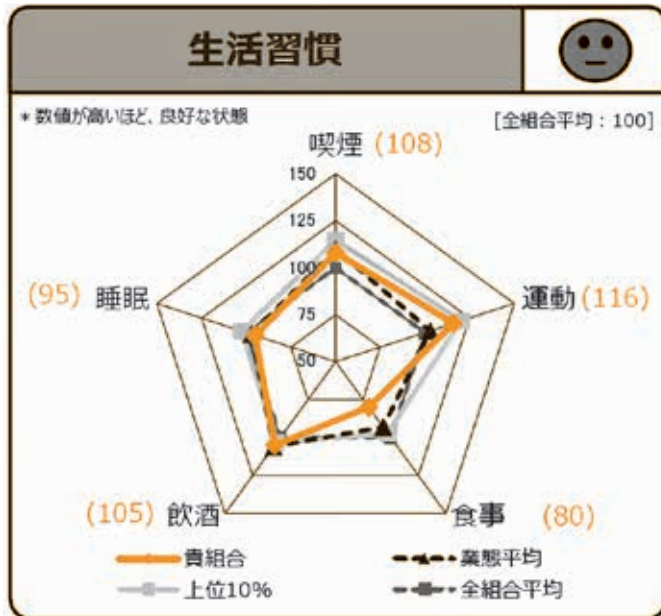 生活習慣
*数値が高いほど、良好な状態
[全組合平均:100]
喫煙 (108)
150
125
100
75
50
(95) 睡眠
運動 (116)
(105) 飲酒
食事 (80)
貴組合
業態平均
上位10%
全組合平均